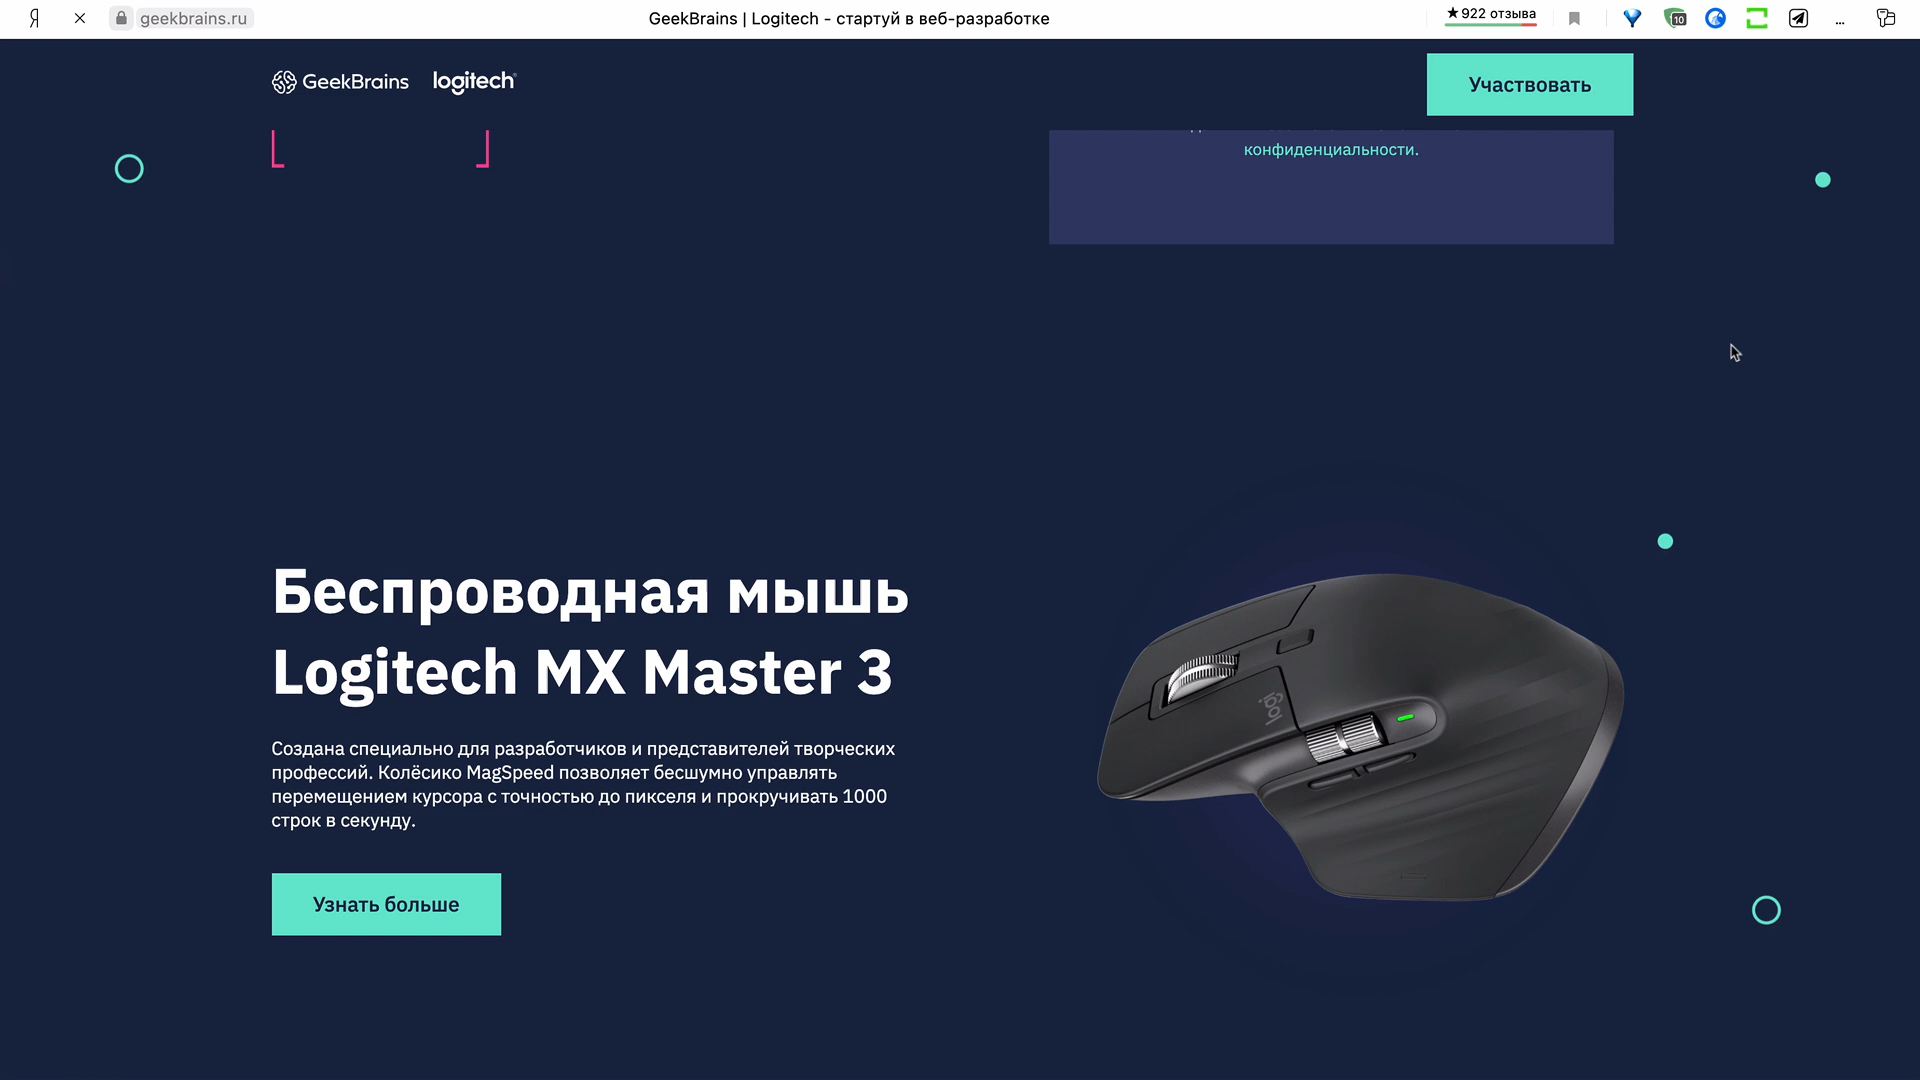 Я
geekbrains.ru
GeekBrains | Logitech - стартуй в веб-разработке
★922 отзыва
10
...
GeekBrains
logitech
Участвовать
конфиденциальности.
Беспроводная мышь
Logitech MX Master 3
Создана специально для разработчиков и представителей творческих
профессий. Колёсико MagSpeed позволяет бесшумно управлять
перемещением курсора с точностью до пикселя и прокручивать 1000
строк в секунду.
logi
Узнать больше